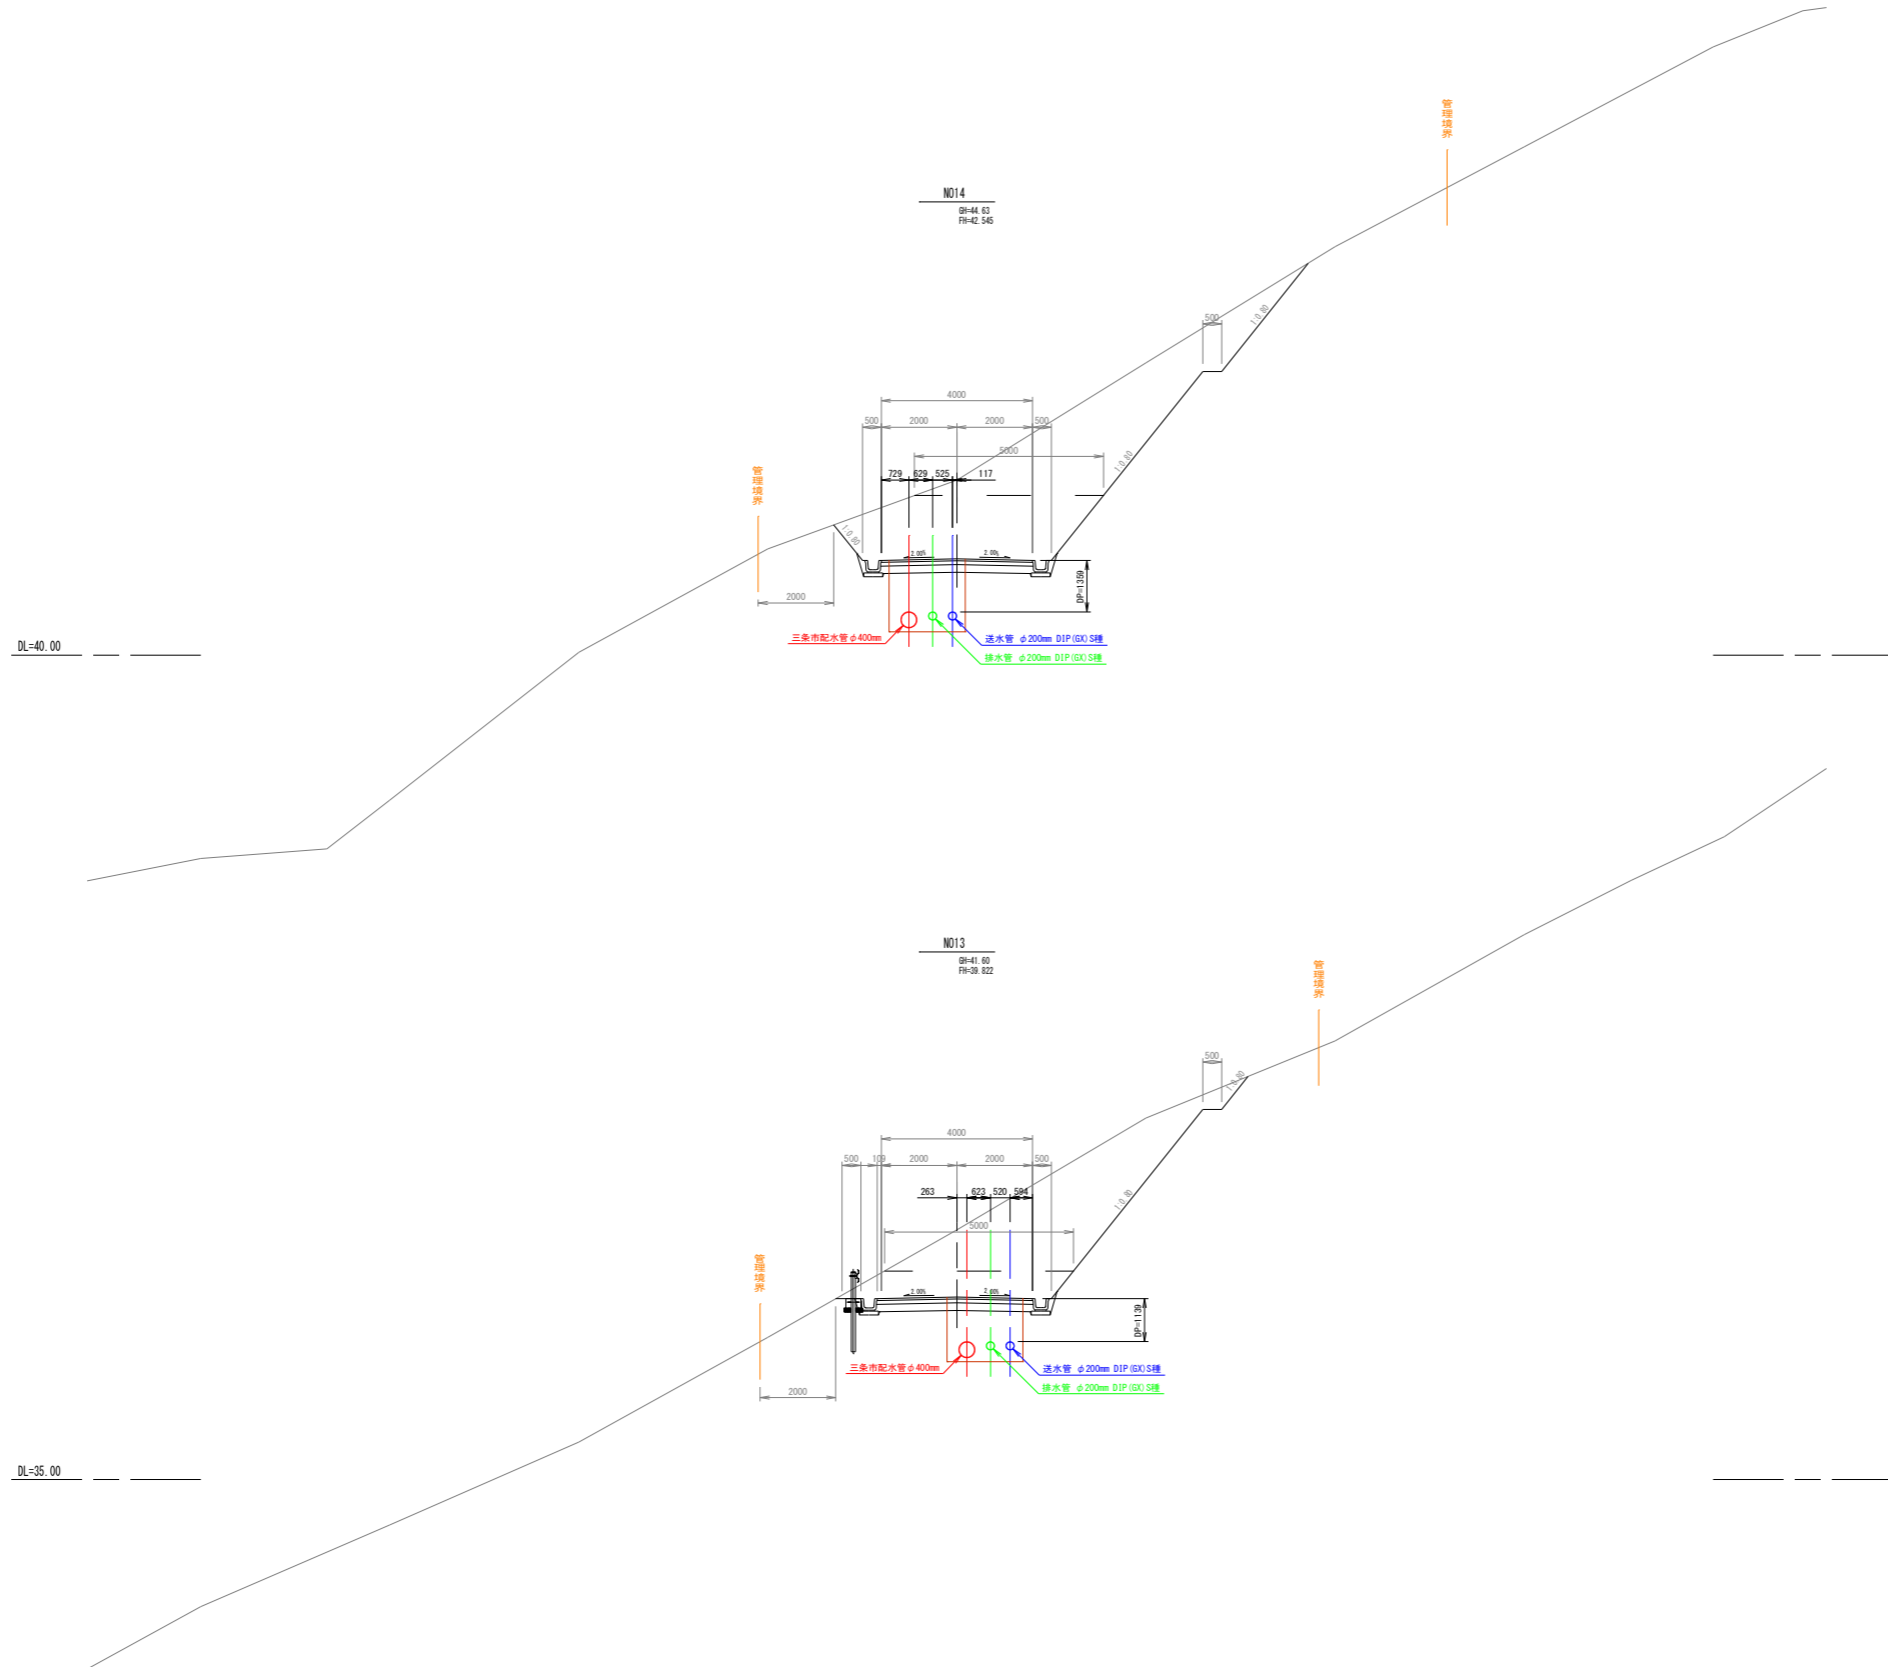 管理境界
NO14
GH=44.63
FH=42.545
500
1:0.80
4000
500
2000
2000
500
5000
1:0.80
729
629
525
117
管理境界
1:0.80
2.00%
2.00%
DP=1359
2000
三条市配水管φ400mm
送水管 φ200mm DIP(GX)S種
排水管 φ200mm DIP(GX)S種
DL=40.00
NO13
GH=41.60
FH=39.822
管理境界
500
1:0.80
4000
500
109
2000
2000
500
1:0.80
263
623
520
594
5000
管理境界
2.00%
2.00%
DP=1139
三条市配水管φ400mm
送水管 φ200mm DIP(GX)S種
排水管 φ200mm DIP(GX)S種
2000
DL=35.00